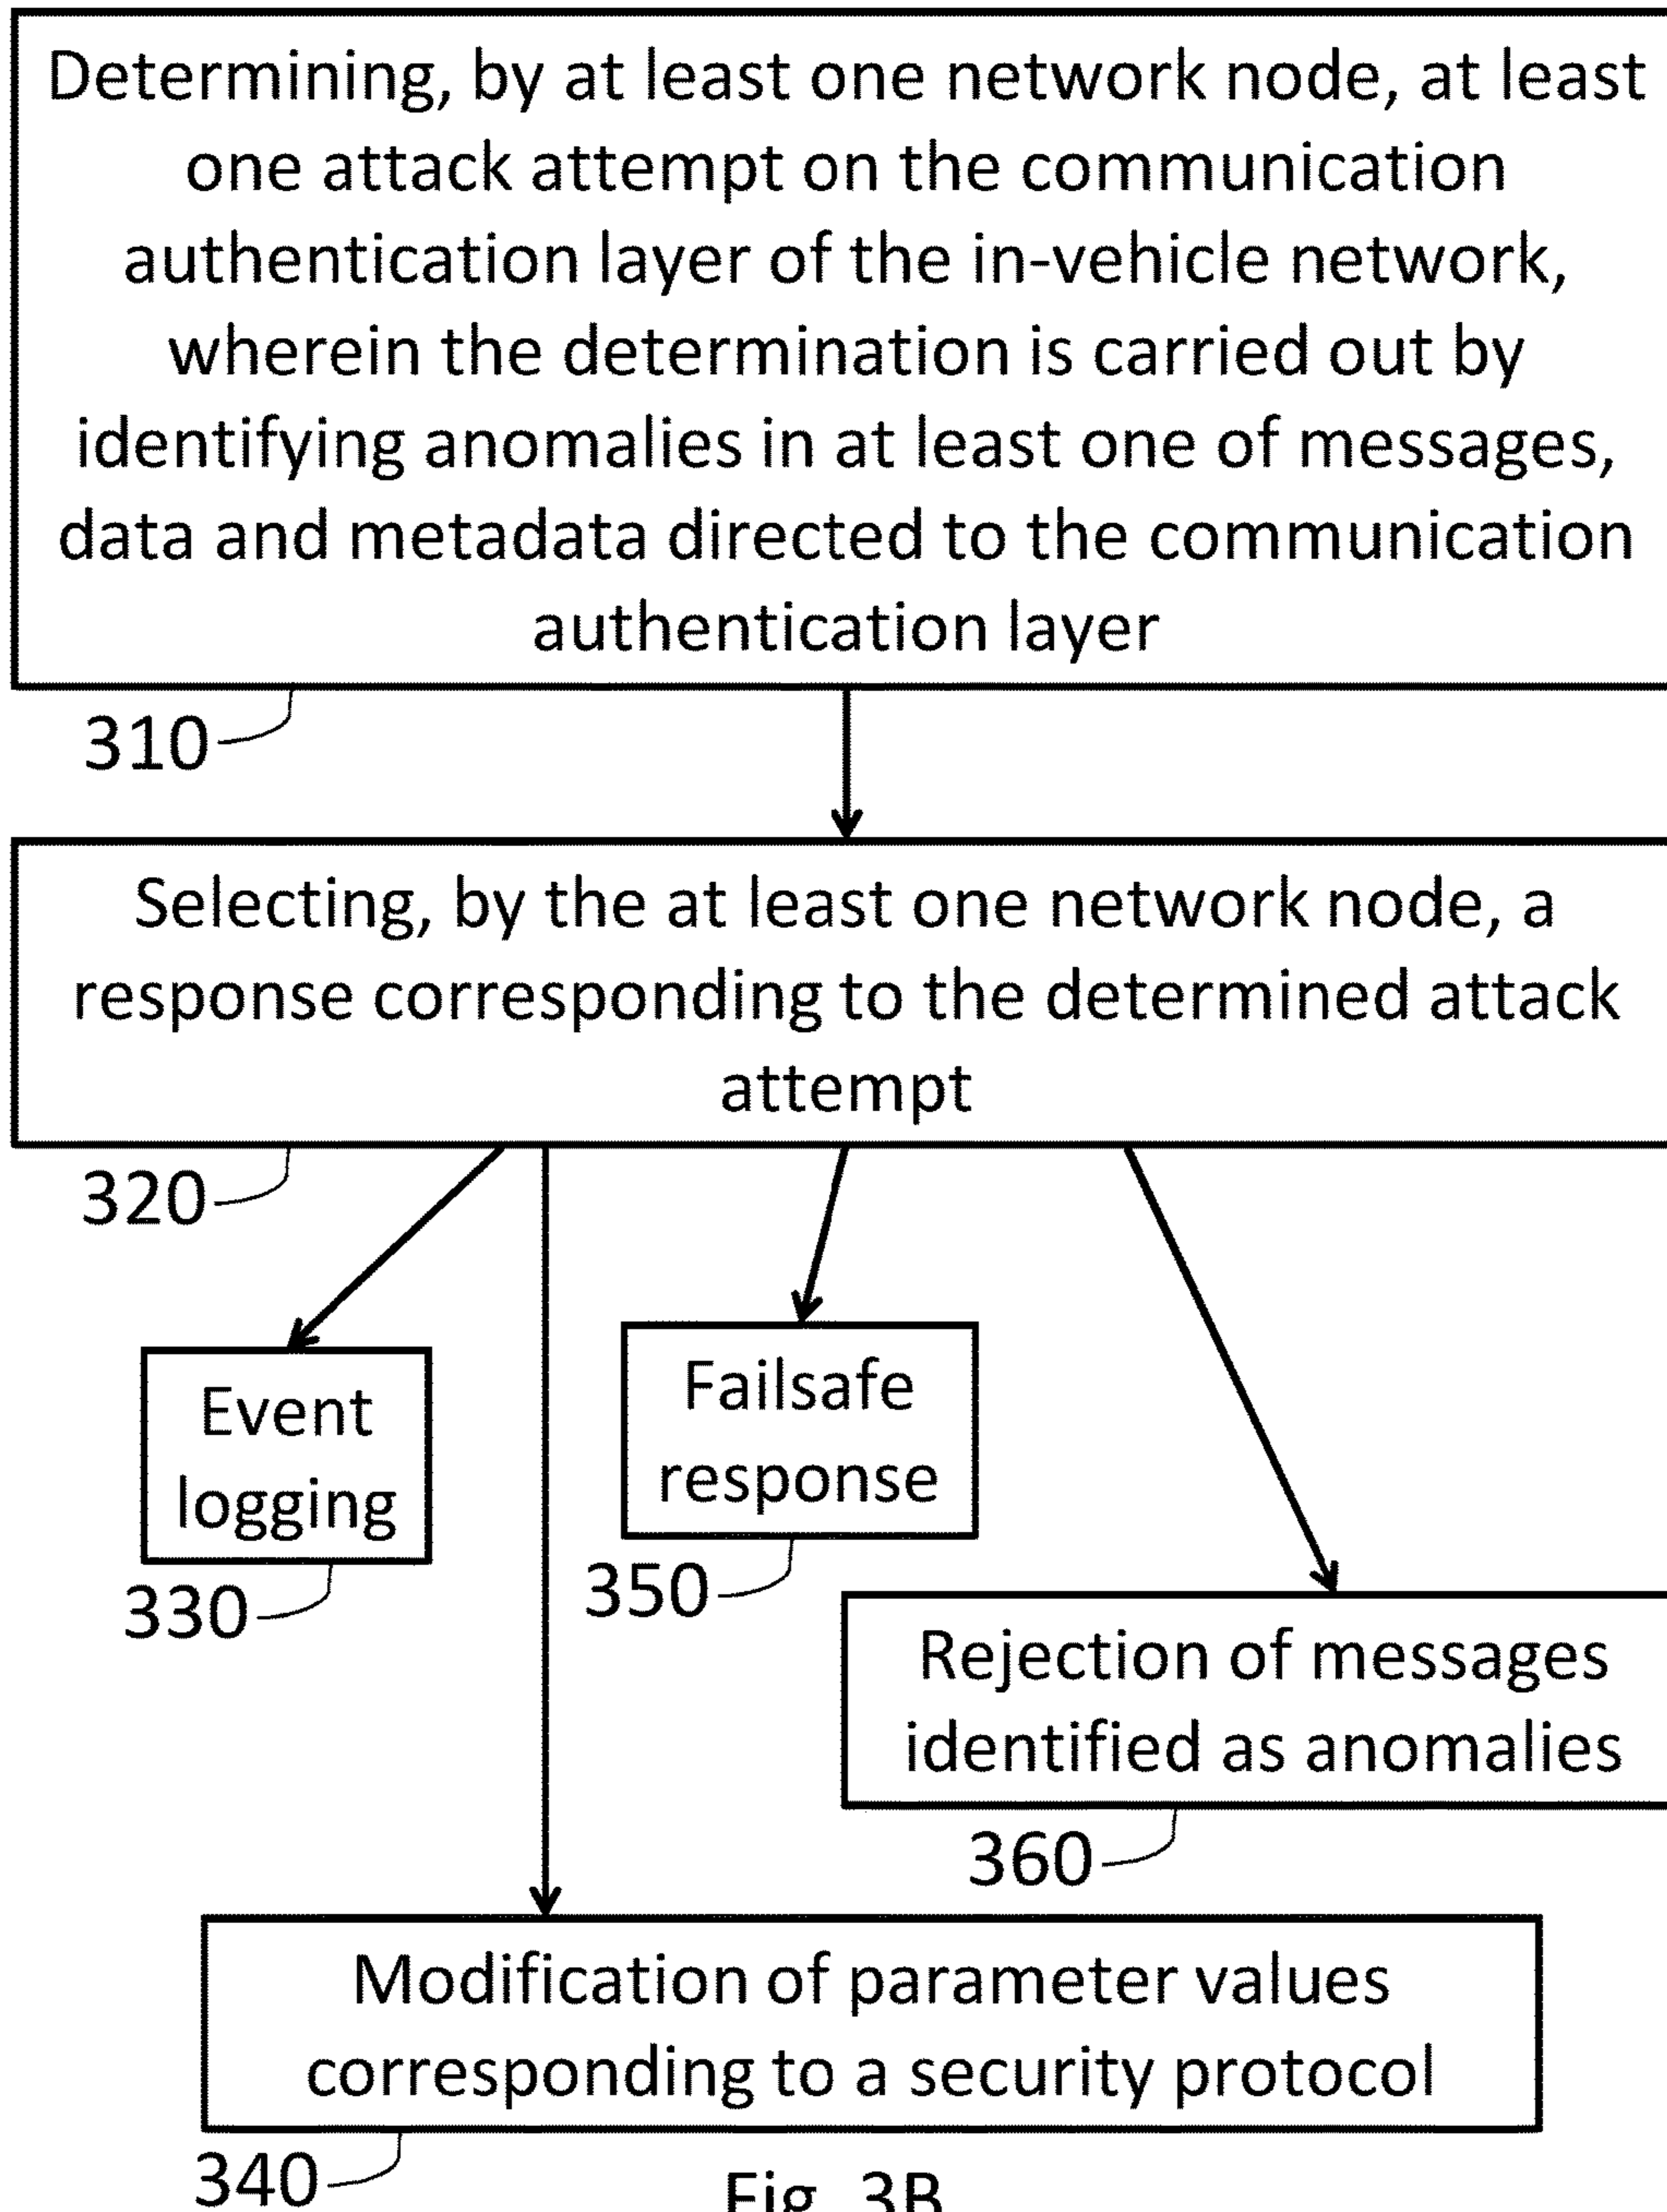 Determining, by at least one network node, at least
one attack attempt on the communication
authentication layer of the in-vehicle network,
wherein the determination is carried out by
identifying anomalies in at least one of messages,
data and metadata directed to the communication
authentication layer
310
Selecting, by the at least one network node, a
response corresponding to the determined attack
attempt
320
Event
logging
330
Failsafe
response
350
Rejection of messages
identified as anomalies
360
Modification of parameter values
corresponding to a security protocol
340
Fig. 3B